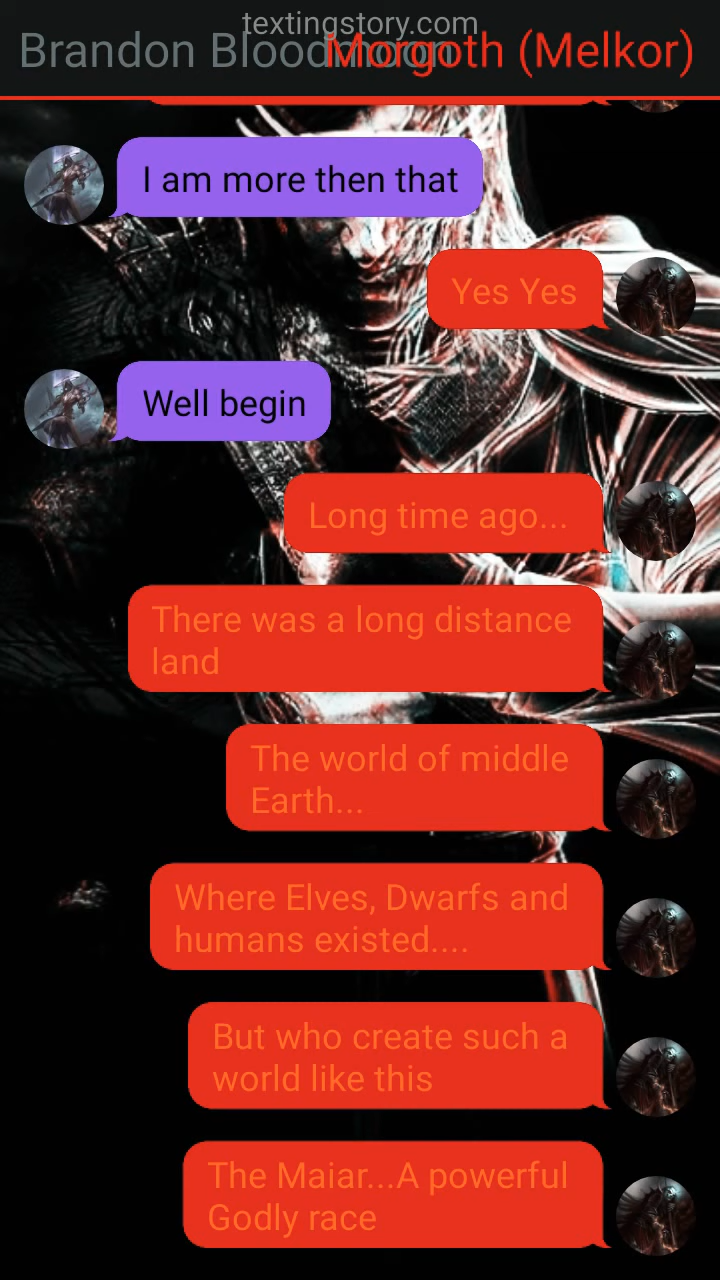 textingstory.com
Brandon Bloodmoon
Morgoth (Melkor)
I am more then that
Yes Yes
Well begin
Long time ago...
There was a long distance
land
The world of middle
Earth...
Where Elves, Dwarfs and
humans existed....
But who create such a
world like this
The Maiar...A powerful
Godly race